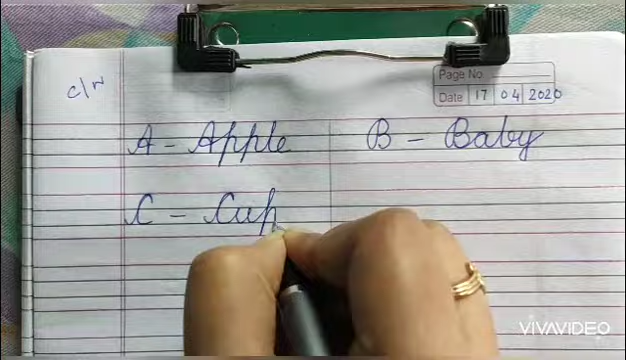 Page No.
c/w
Date 17 04 2020
A - Apple B - Baby
C - Cup
VIVAVIDEO